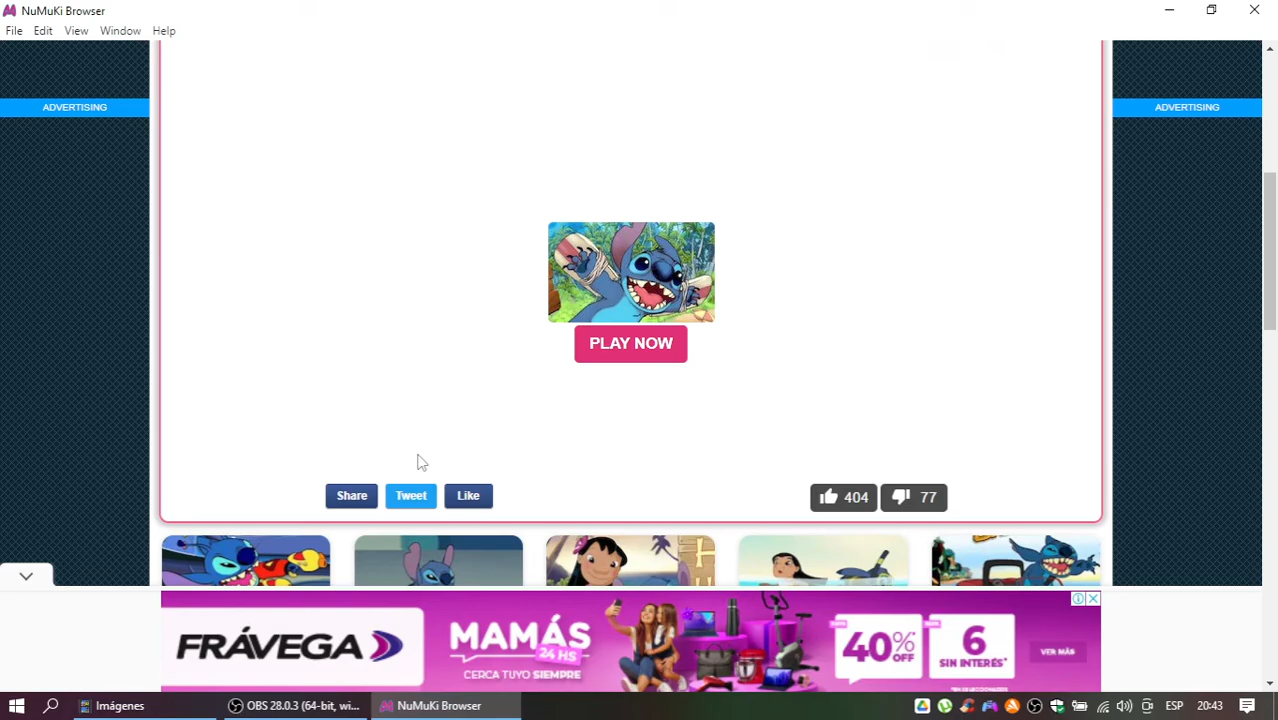 NuMuKi Browser
File Edit View Window Help
ADVERTISING
ADVERTISING
PLAY NOW
Share Tweet Like
404 77
FRÁVEGA
MAMÁS
24 HS
CERCA TUYO SIEMPRE
40%
OFF
6
SIN INTERÉS*
VER MÁS
Imágenes
OBS 28.0.3 (64-bit, wi...
NuMuKi Browser
ESP
20:43